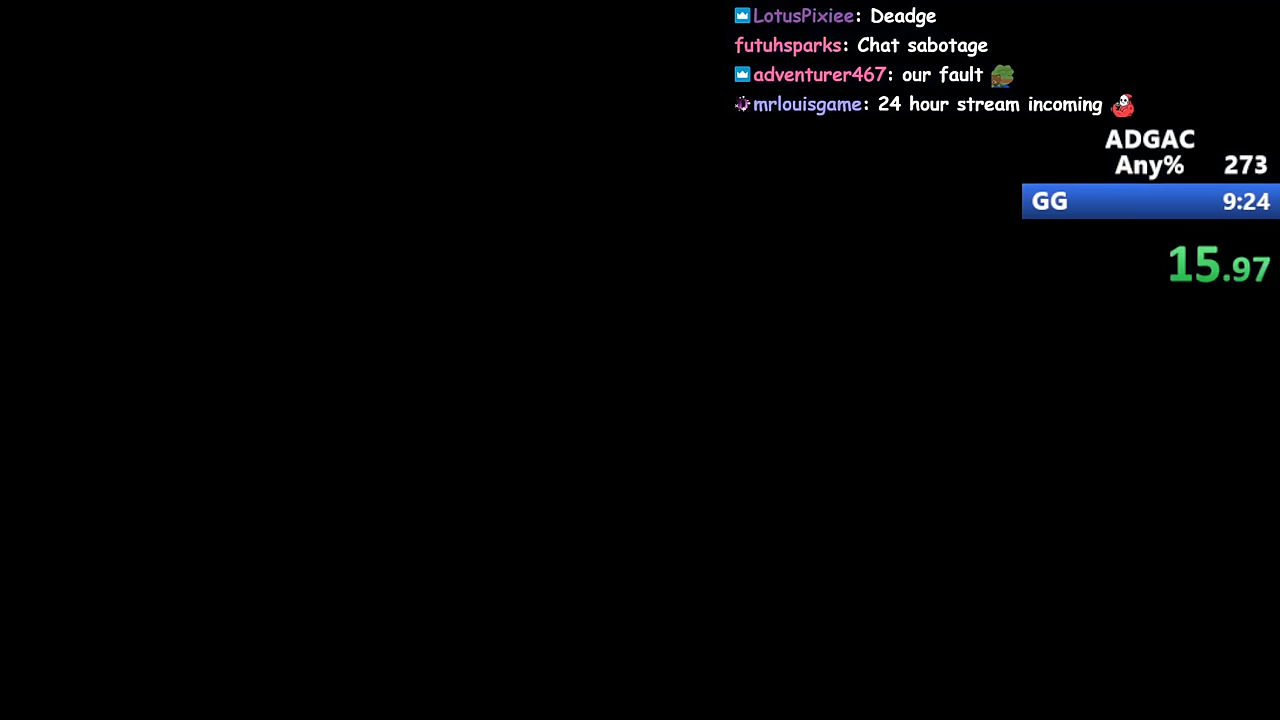 LotusPixiee: Deadge
futuhsparks: Chat sabotage
adventurer467: our fault
mrlouisgame: 24 hour stream incoming
ADGAC
Any% 273
GG 9:24
15.97